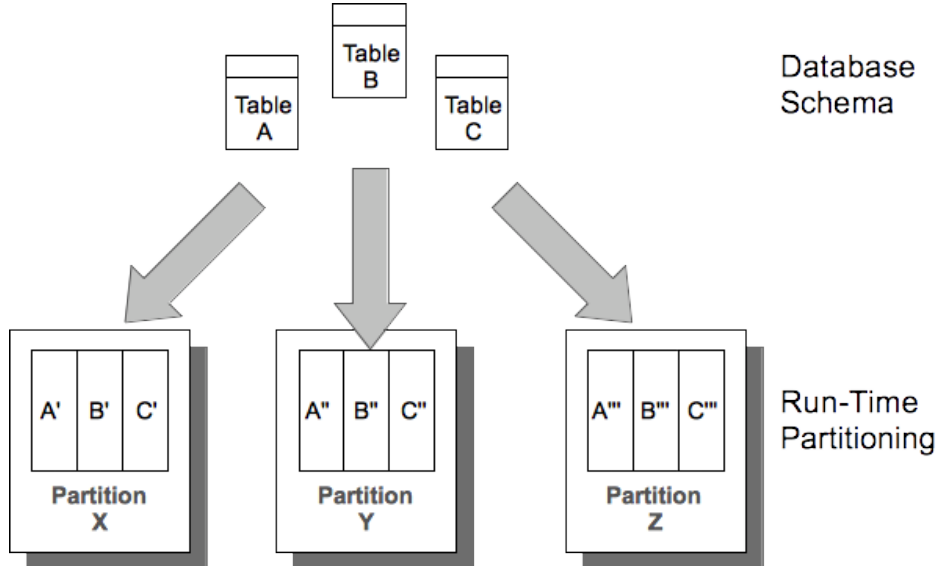 Table
B
Table
A
Table
C
Database
Schema
A' B' C'
Partition
X
A" B" C"
Partition
Y
A''' B''' C'''
Partition
Z
Run-Time
Partitioning